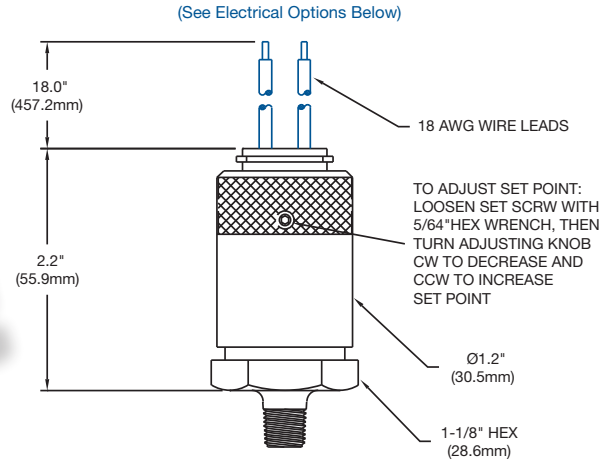 (See Electrical Options Below)
18.0"
(457.2mm)
18 AWG WIRE LEADS
TO ADJUST SET POINT:
LOOSEN SET SCRW WITH
5/64"HEX WRENCH, THEN
TURN ADJUSTING KNOB
CW TO DECREASE AND
CCW TO INCREASE
SET POINT
2.2"
(55.9mm)
Ø1.2"
(30.5mm)
1-1/8" HEX
(28.6mm)